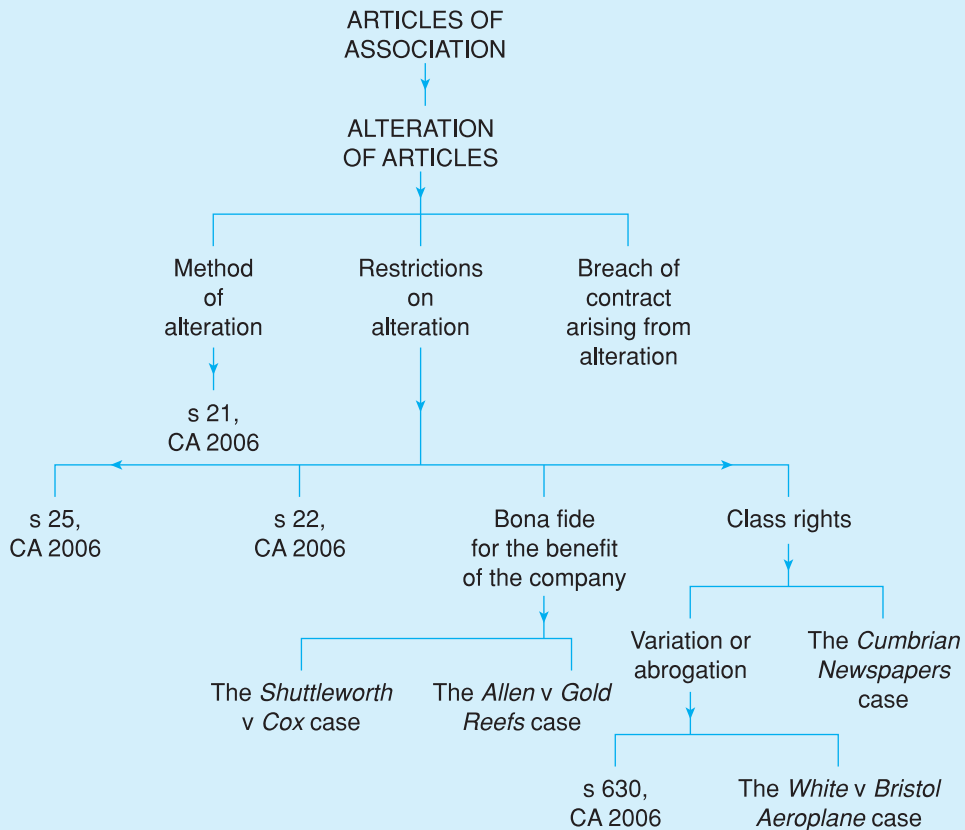 ARTICLES OF
ASSOCIATION
ALTERATION
OF ARTICLES
Method
of
alteration
Restrictions
on
alteration
Breach of
contract
arising from
alteration
s 21,
CA 2006
s 25,
CA 2006
s 22,
CA 2006
Bona fide
for the benefit
of the company
Class rights
The Shuttleworth
v Cox case
The Allen v Gold
Reefs case
Variation or
abrogation
The Cumbrian
Newspapers
case
s 630,
CA 2006
The White v Bristol
Aeroplane case